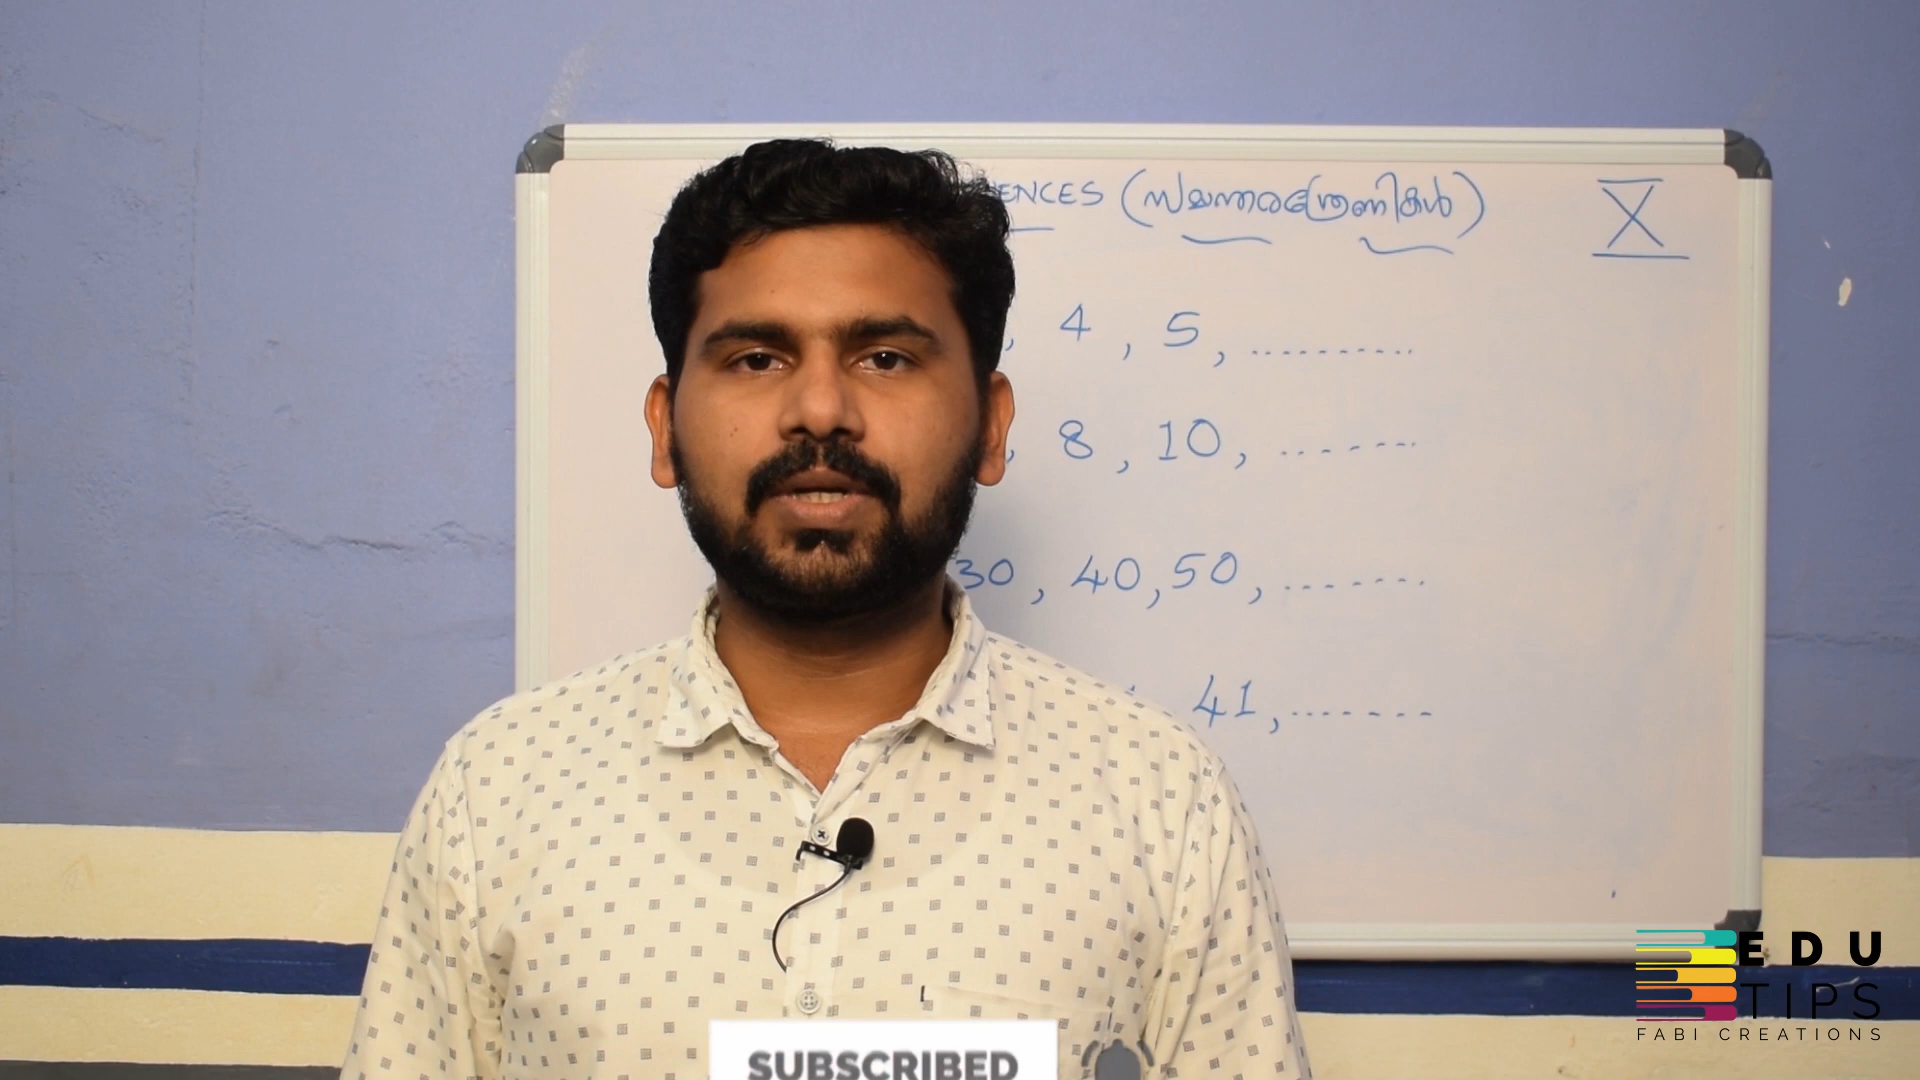 ENCES (സമാന്തരശ്രേണികൾ) X
, 4, 5, ..........
, 8, 10, .......
30, 40, 50, .......
41, .......
EDU
TIPS
FABI CREATIONS
SUBSCRIBED